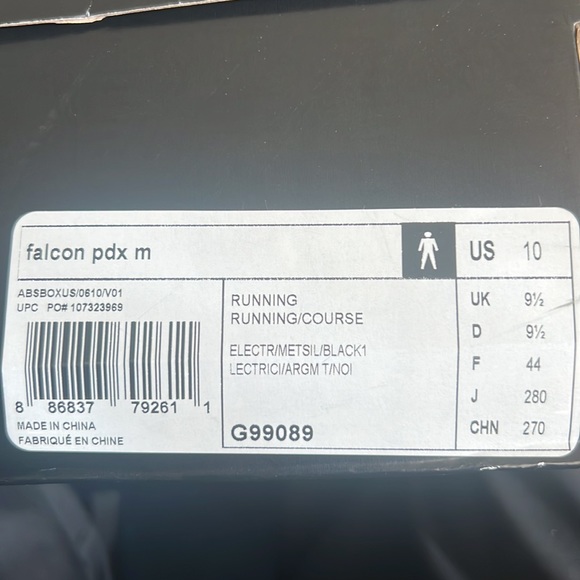 falcon pdx m
US 10
ABSBOXUS/0610/V01
UPC PO# 107323969
8 86837 79261 1
MADE IN CHINA
FABRIQUÉ EN CHINE
RUNNING
RUNNING/COURSE
ELECTR/METSIL/BLACK1
LECTRICI/ARGM T/NOI
G99089
UK 9½
D 9½
F 44
J 280
CHN 270